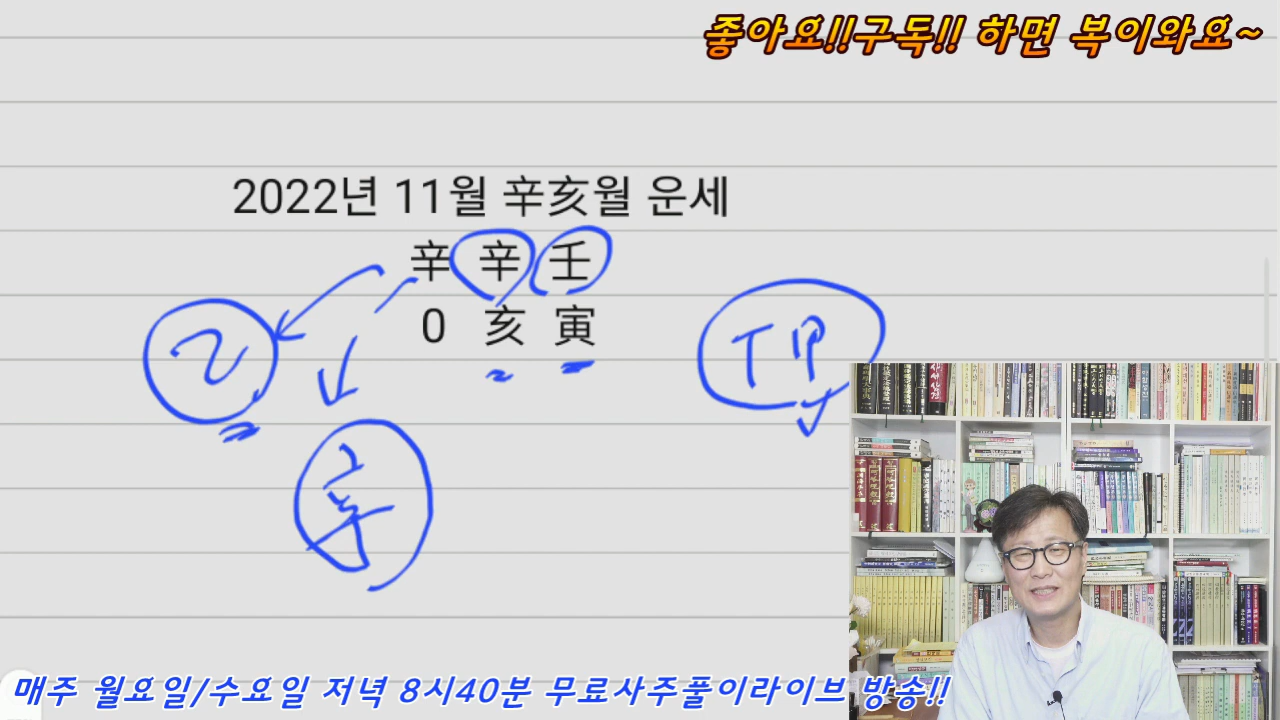 좋아요!!구독!! 하면 복이와요~
2022년 11월 辛亥월 운세
辛 辛 壬
0 亥 寅
乙
辛
매주 월요일/수요일 저녁 8시40분 무료사주풀이라이브 방송!!